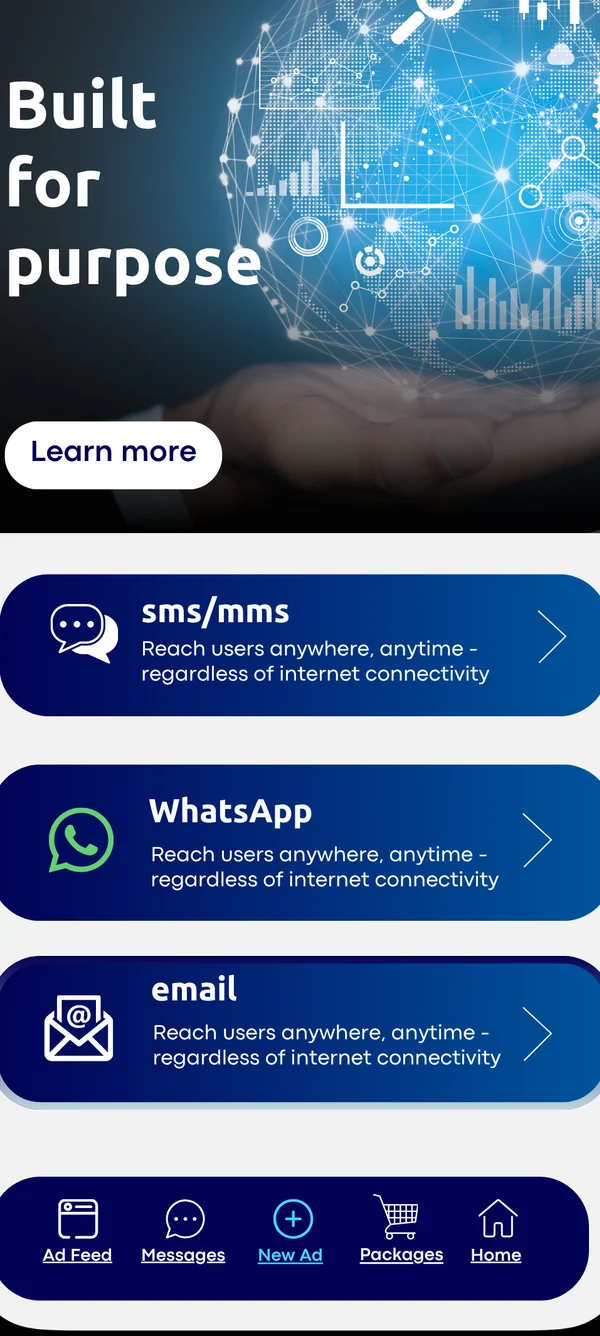 Built
for
purpose
Learn more
sms/mms
Reach users anywhere, anytime -
regardless of internet connectivity
WhatsApp
Reach users anywhere, anytime -
regardless of internet connectivity
@
email
Reach users anywhere, anytime -
regardless of internet connectivity
Ad Feed
Messages
New Ad
Packages
Home